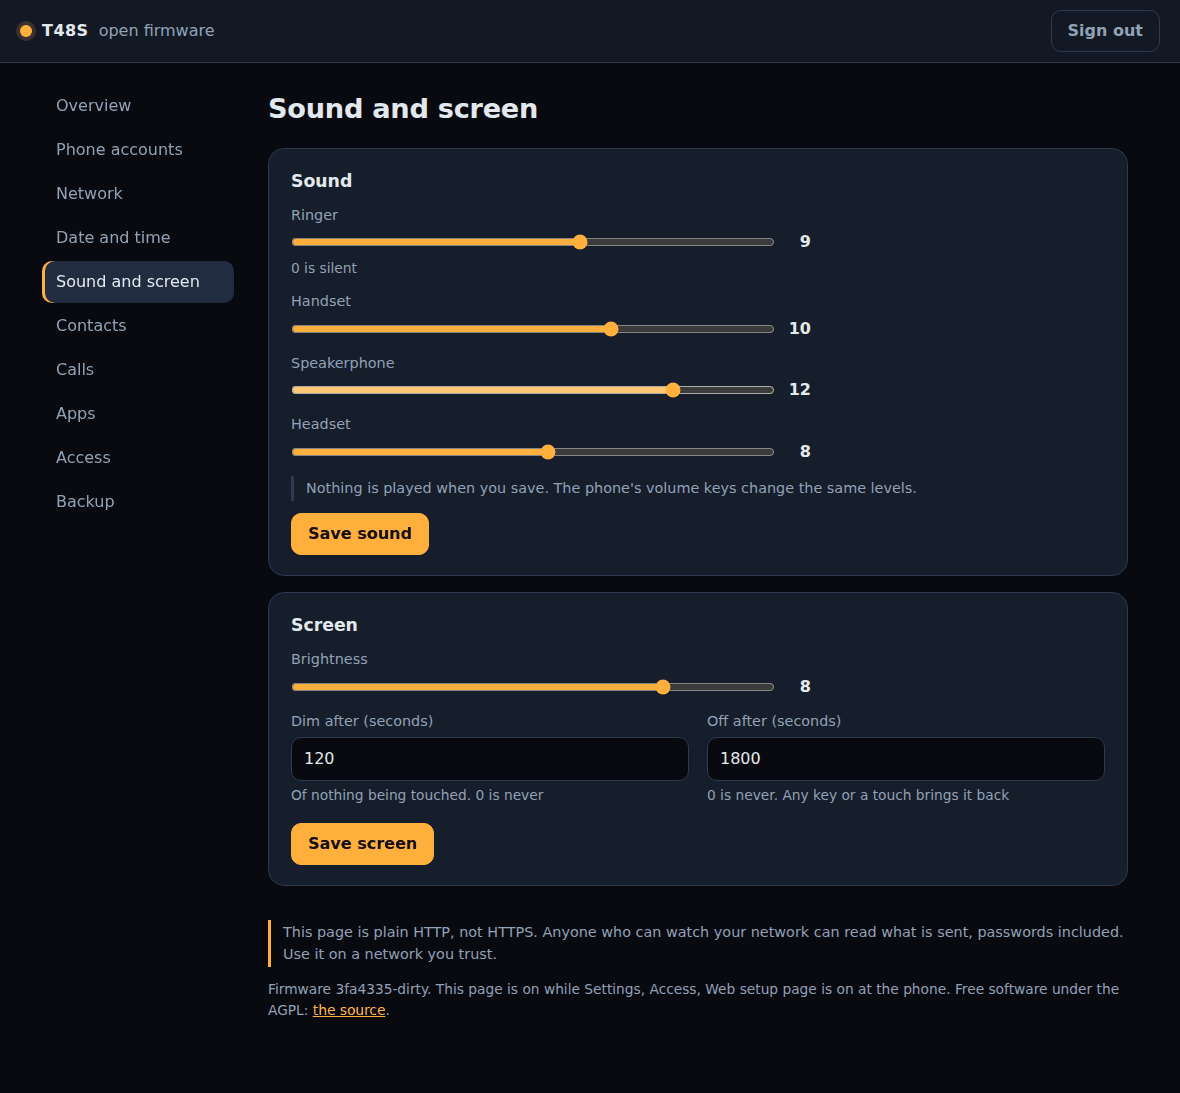 T48S open firmware
Sign out
Overview
Phone accounts
Network
Date and time
Sound and screen
Contacts
Calls
Apps
Access
Backup
Sound and screen
Sound
Ringer
9
0 is silent
Handset
10
Speakerphone
12
Headset
8
Nothing is played when you save. The phone's volume keys change the same levels.
Save sound
Screen
Brightness
8
Dim after (seconds)
Off after (seconds)
120
1800
Of nothing being touched. 0 is never
0 is never. Any key or a touch brings it back
Save screen
This page is plain HTTP, not HTTPS. Anyone who can watch your network can read what is sent, passwords included.
Use it on a network you trust.
Firmware 3fa4335-dirty. This page is on while Settings, Access, Web setup page is on at the phone. Free software under the
AGPL: the source.